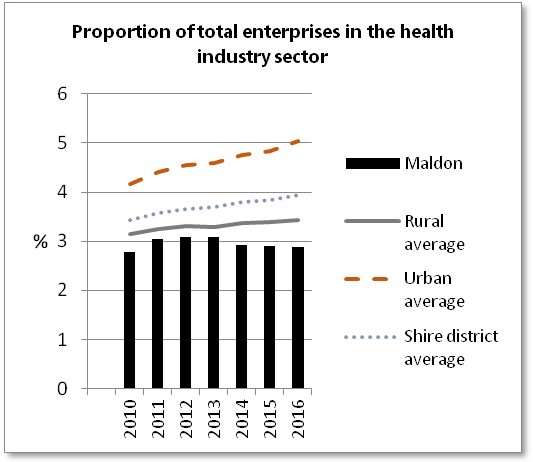 Proportion of total enterprises in the health
industry sector
6
5
4
3
2
1
0
%
2010
2011
2012
2013
2014
2015
2016
Maldon
Rural
average
Urban
average
Shire district
average